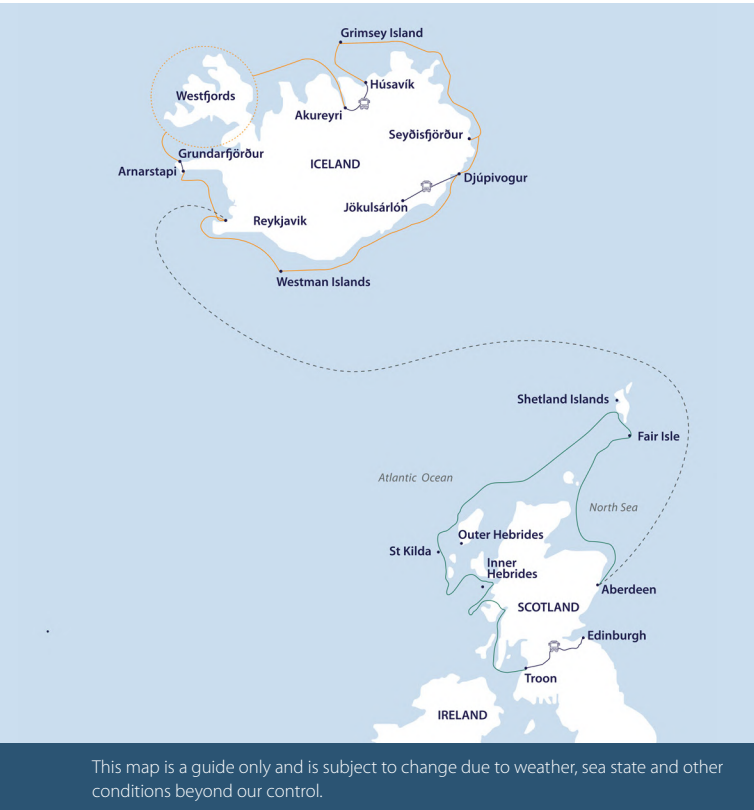 Grimsey Island
Westfjords
Húsavík
Akureyri
Seyðisfjörður
Grundarfjörður
ICELAND
Arnarstapi
Djúpivogur
Jökulsárlón
Reykjavik
Westman Islands
Shetland Islands
Fair Isle
Atlantic Ocean
North Sea
Outer Hebrides
St Kilda
Inner
Hebrides
Aberdeen
SCOTLAND
Edinburgh
Troon
IRELAND
This map is a guide only and is subject to change due to weather, sea state and other
conditions beyond our control.